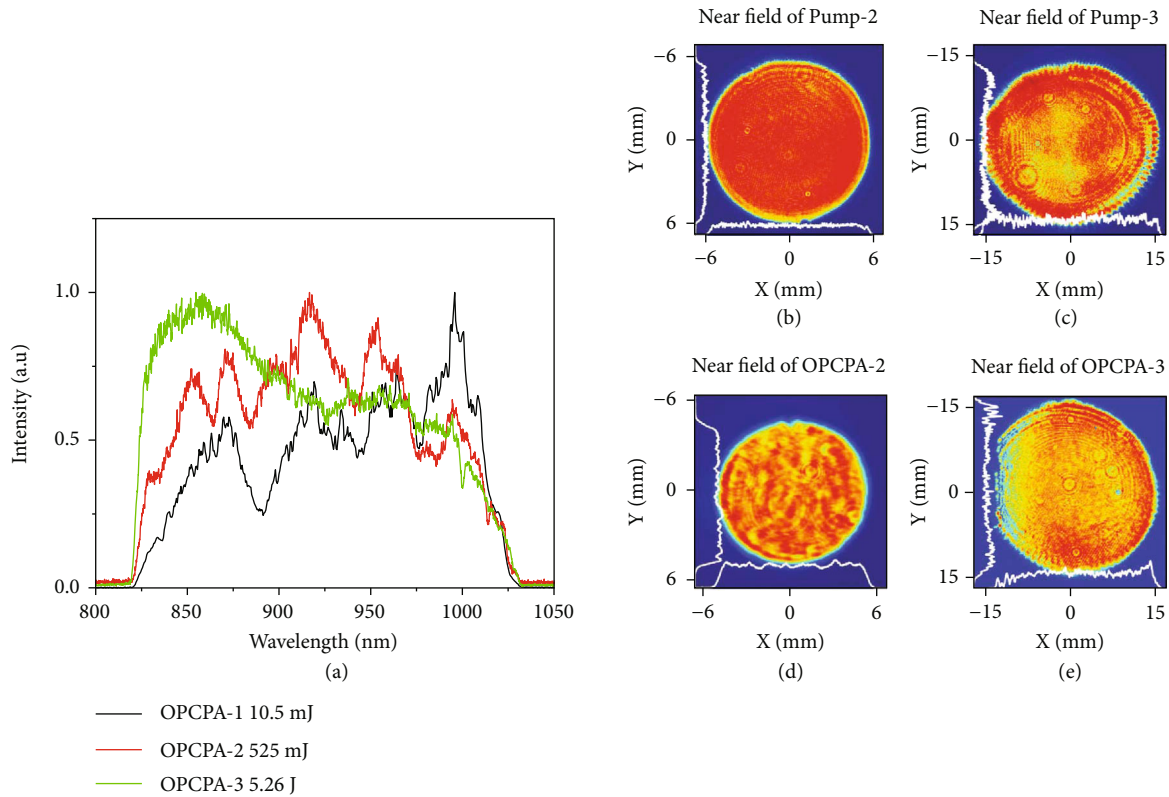 Near field of Pump-2
Near field of Pump-3
−6
0
6
Y (mm)
−6
0
6
X (mm)
(b)
−15
0
15
Y (mm)
−15
0
15
X (mm)
(c)
Intensity (a.u)
1.0
0.5
0.0
800
850
900
950
1000
1050
Wavelength (nm)
(a)
OPCPA-1 10.5 mJ
OPCPA-2 525 mJ
OPCPA-3 5.26 J
Near field of OPCPA-2
Near field of OPCPA-3
−6
0
6
Y (mm)
−6
0
6
X (mm)
(d)
−15
0
15
Y (mm)
−15
0
15
X (mm)
(e)